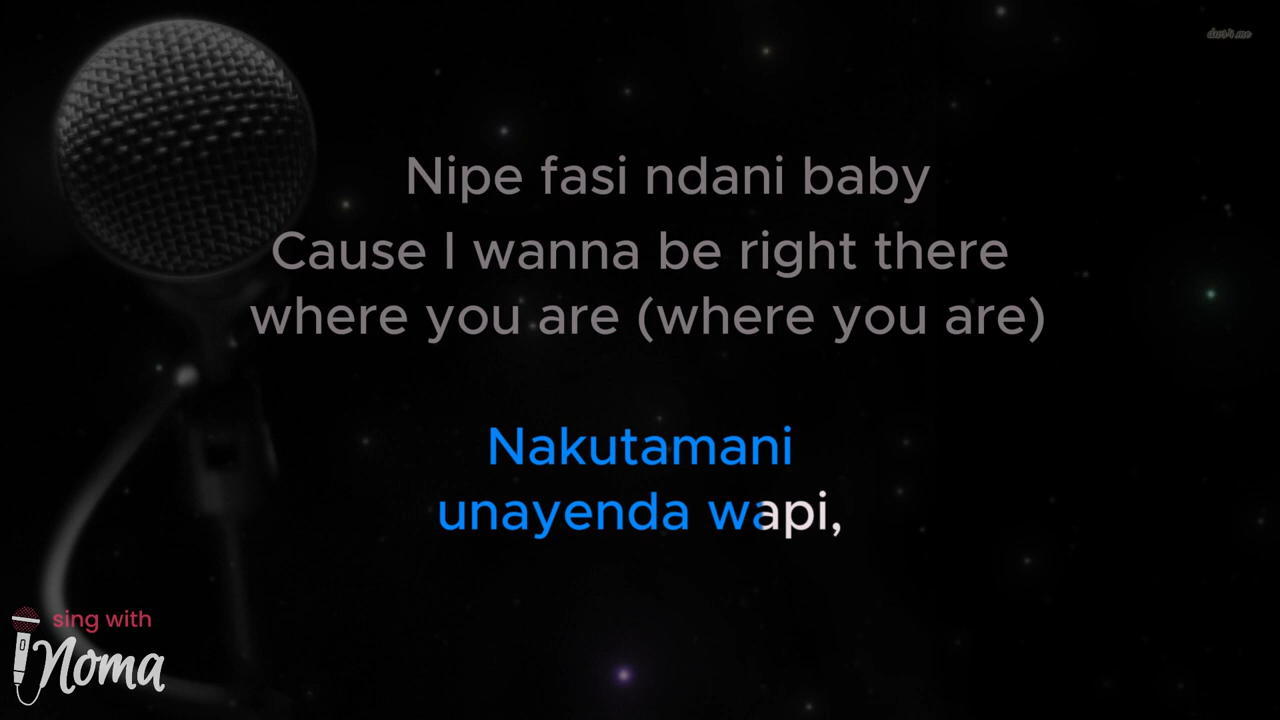 Nipe fasi ndani baby
Cause I wanna be right there
where you are (where you are)
Nakutamani
unayenda wapi,
sing with
Noma